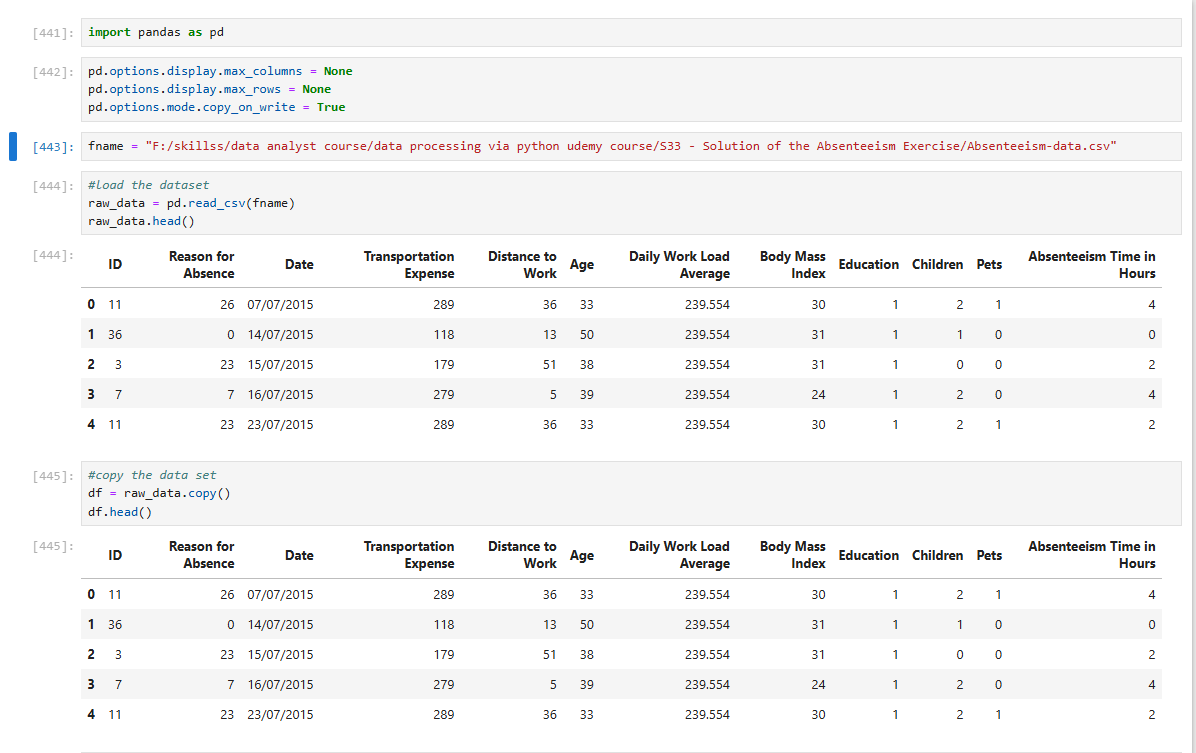 [441]: import pandas as pd
[442]: pd.options.display.max_columns = None
pd.options.display.max_rows = None
pd.options.mode.copy_on_write = True
[443]: fname = "F:/skillss/data analyst course/data processing via python udemy course/S33 - Solution of the Absenteeism Exercise/Absenteeism-data.csv"
[444]: #load the dataset
raw_data = pd.read_csv(fname)
raw_data.head()
[444]: ID Reason for Absence Date Transportation Expense Distance to Work Age Daily Work Load Average Body Mass Index Education Children Pets Absenteeism Time in Hours
0 11 26 07/07/2015 289 36 33 239.554 30 1 2 1 4
1 36 0 14/07/2015 118 13 50 239.554 31 1 1 0 0
2 3 23 15/07/2015 179 51 38 239.554 31 1 0 0 2
3 7 7 16/07/2015 279 5 39 239.554 24 1 2 0 4
4 11 23 23/07/2015 289 36 33 239.554 30 1 2 1 2
[445]: #copy the data set
df = raw_data.copy()
df.head()
[445]: ID Reason for Absence Date Transportation Expense Distance to Work Age Daily Work Load Average Body Mass Index Education Children Pets Absenteeism Time in Hours
0 11 26 07/07/2015 289 36 33 239.554 30 1 2 1 4
1 36 0 14/07/2015 118 13 50 239.554 31 1 1 0 0
2 3 23 15/07/2015 179 51 38 239.554 31 1 0 0 2
3 7 7 16/07/2015 279 5 39 239.554 24 1 2 0 4
4 11 23 23/07/2015 289 36 33 239.554 30 1 2 1 2